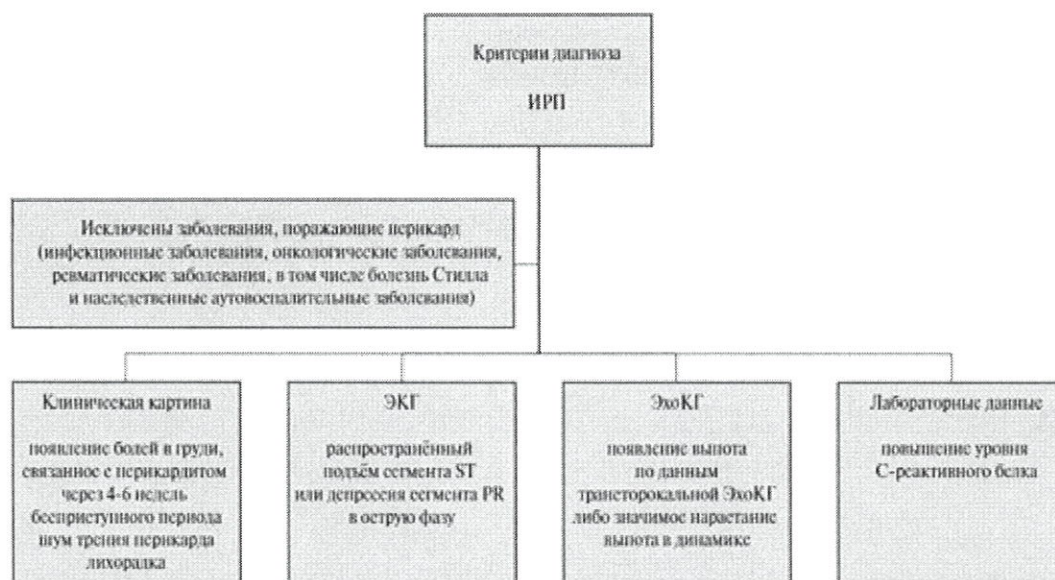 Критерии диагноза
ИРП
Исключены заболевания, поражающие перикард
(инфекционные заболевания, онкологические заболевания,
ревматические заболевания, в том числе болезнь Стилла
и наследственные аутовоспалительные заболевания)
Клиническая картина
появление болей в груди,
связанное с перикардитом
через 4-6 недель
бесприступного периода
шум трения перикарда
лихорадка
ЭКГ
распространённый
подъём сегмента ST
или депрессия сегмента PR
в острую фазу
ЭхоКГ
появление выпота
по данным
трансторокальной ЭхоКГ
либо значимое нарастание
выпота в динамике
Лабораторные данные
повышение уровня
С-реактивного белка